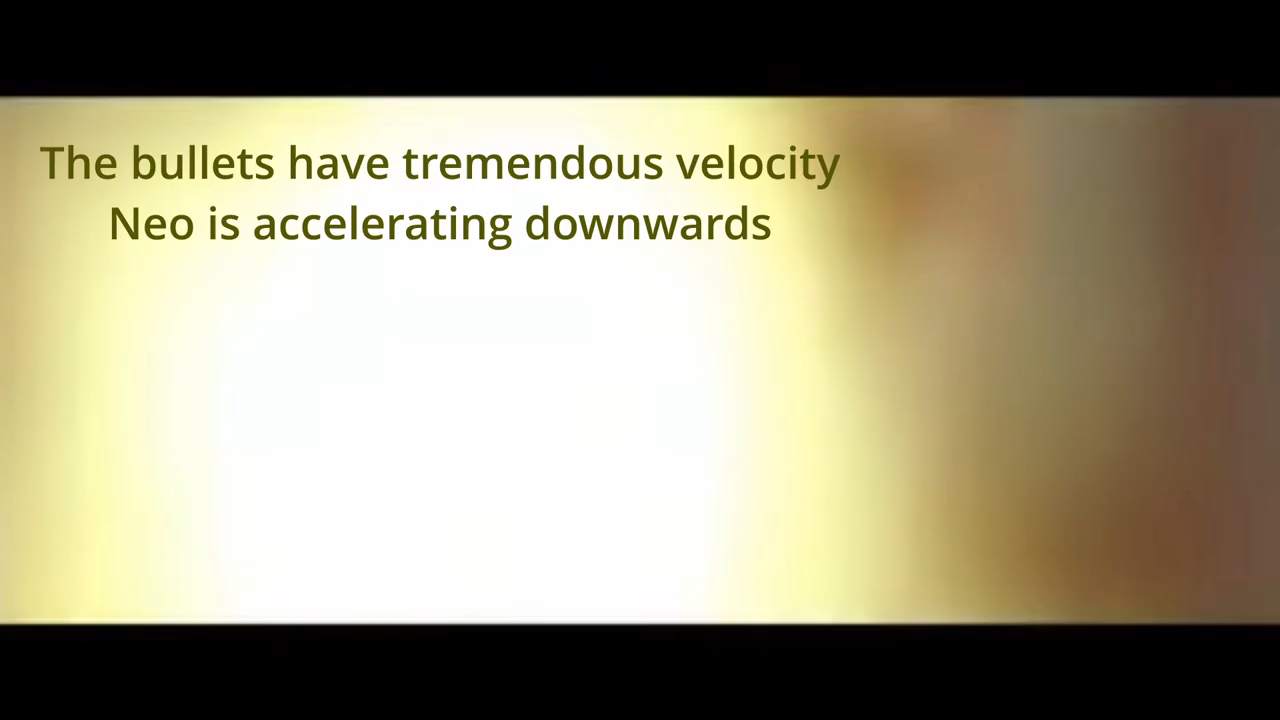 The bullets have tremendous velocity
Neo is accelerating downwards